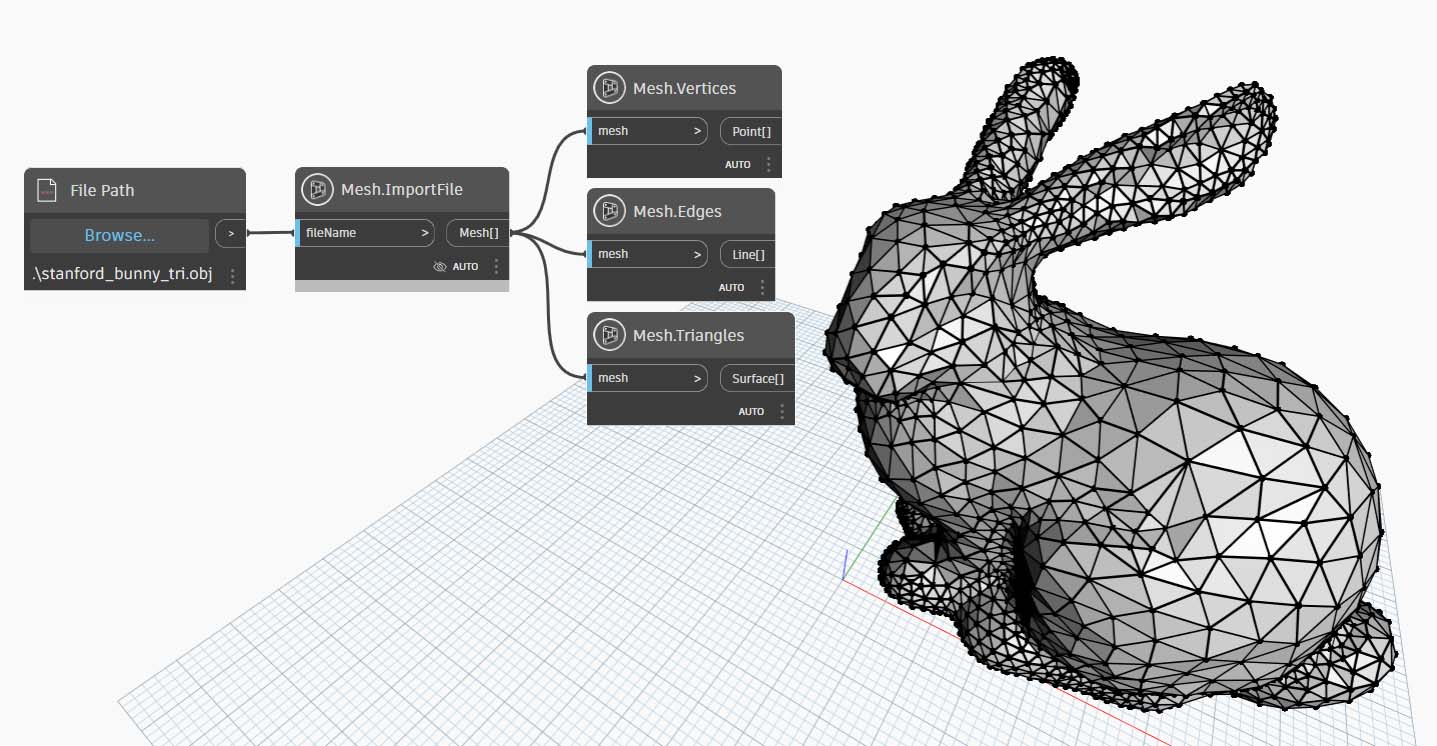 File Path
Browse...
>
.\stanford_bunny_tri.obj
Mesh.ImportFile
fileName > Mesh[]
AUTO
Mesh.Vertices
mesh > Point[]
AUTO
Mesh.Edges
mesh > Line[]
AUTO
Mesh.Triangles
mesh > Surface[]
AUTO